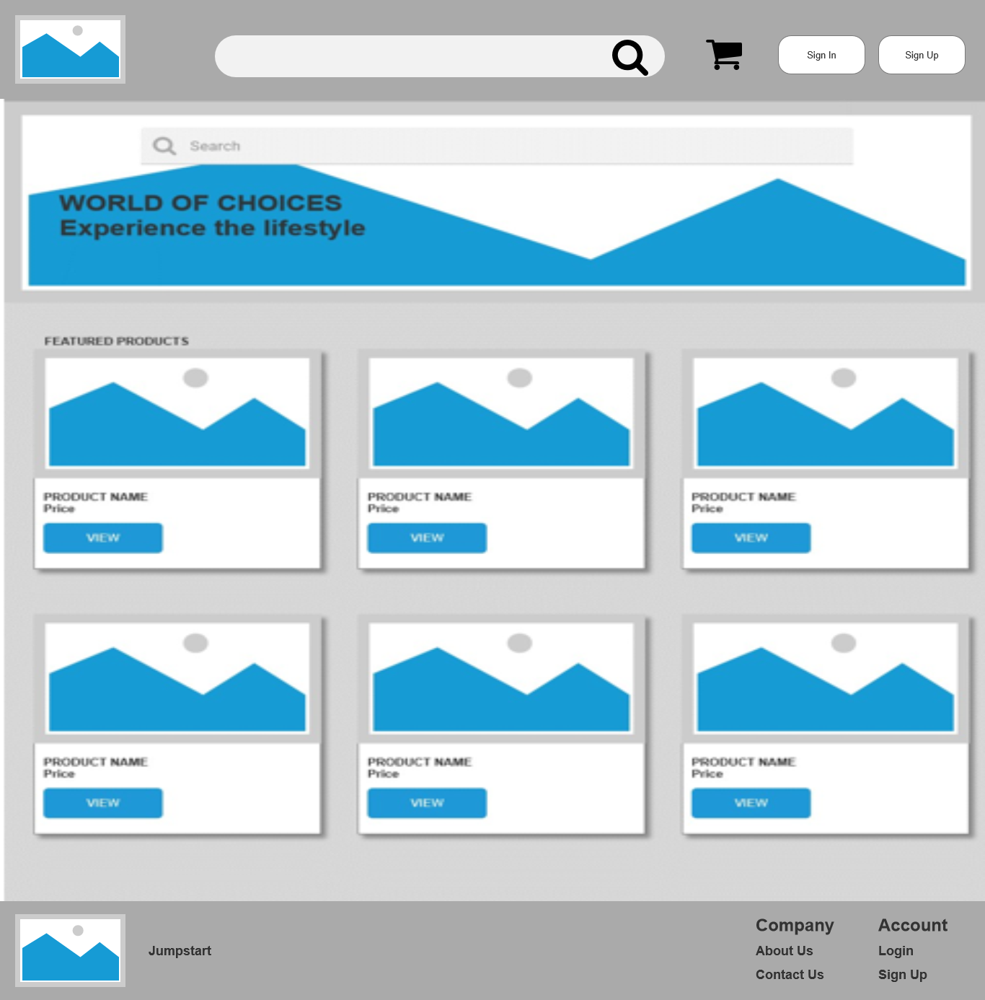 Sign In
Sign Up
Search
WORLD OF CHOICES
Experience the lifestyle
FEATURED PRODUCTS
PRODUCT NAME
Price
VIEW
PRODUCT NAME
Price
VIEW
PRODUCT NAME
Price
VIEW
PRODUCT NAME
Price
VIEW
PRODUCT NAME
Price
VIEW
PRODUCT NAME
Price
VIEW
Jumpstart
Company
About Us
Contact Us
Account
Login
Sign Up